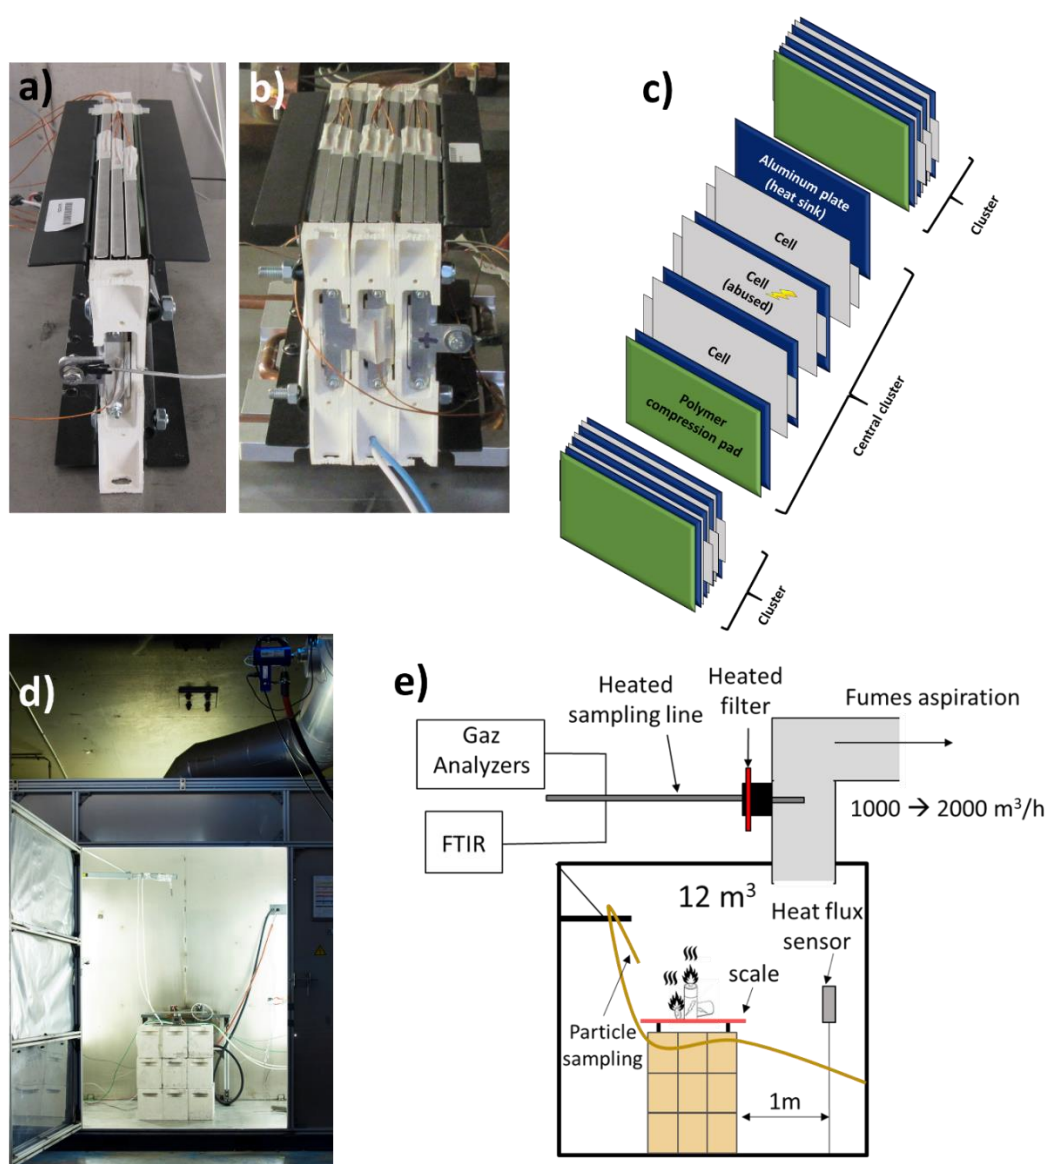 a)
b)
c)
Aluminum plate
(heat sink)
Cell
Cell
(abused)
Cell
Polymer
compression pad
Cluster
Central cluster
Cluster
d)
e)
Heated
sampling line
Heated
filter
Fumes aspiration
Gaz
Analyzers
FTIR
1000 → 2000 m³/h
12 m³
Heat flux
sensor
scale
Particle
sampling
1m